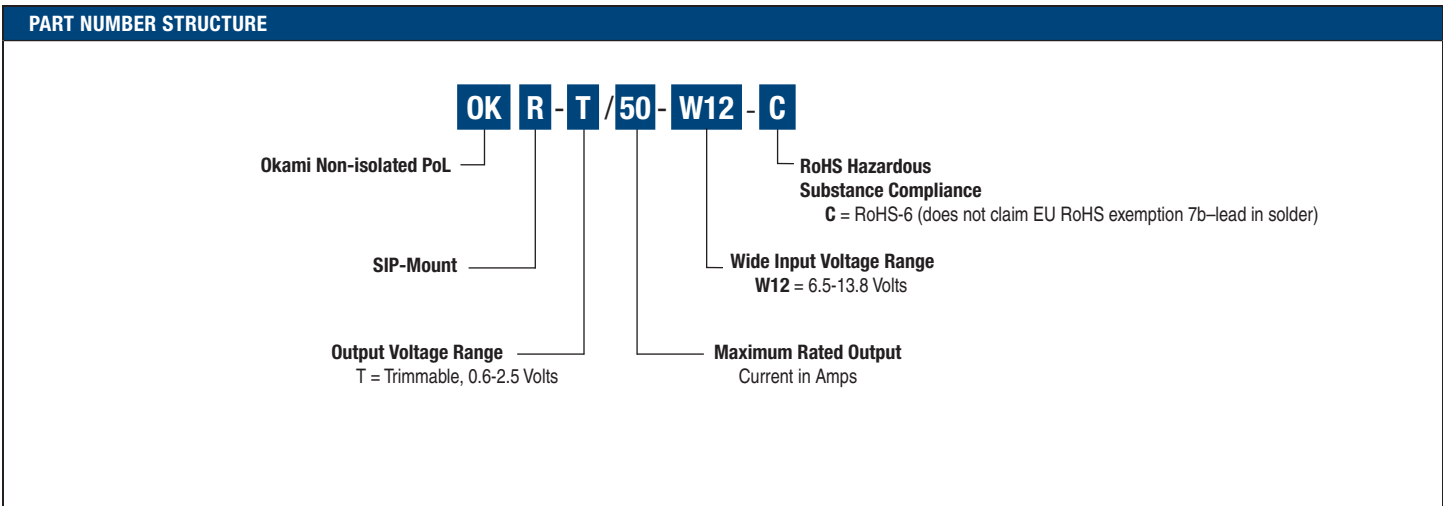 PART NUMBER STRUCTURE
OK R - T / 50 - W12 - C
Okami Non-isolated PoL
RoHS Hazardous
Substance Compliance
C = RoHS-6 (does not claim EU RoHS exemption 7b–lead in solder)
SIP-Mount
Wide Input Voltage Range
W12 = 6.5-13.8 Volts
Output Voltage Range
T = Trimmable, 0.6-2.5 Volts
Maximum Rated Output
Current in Amps